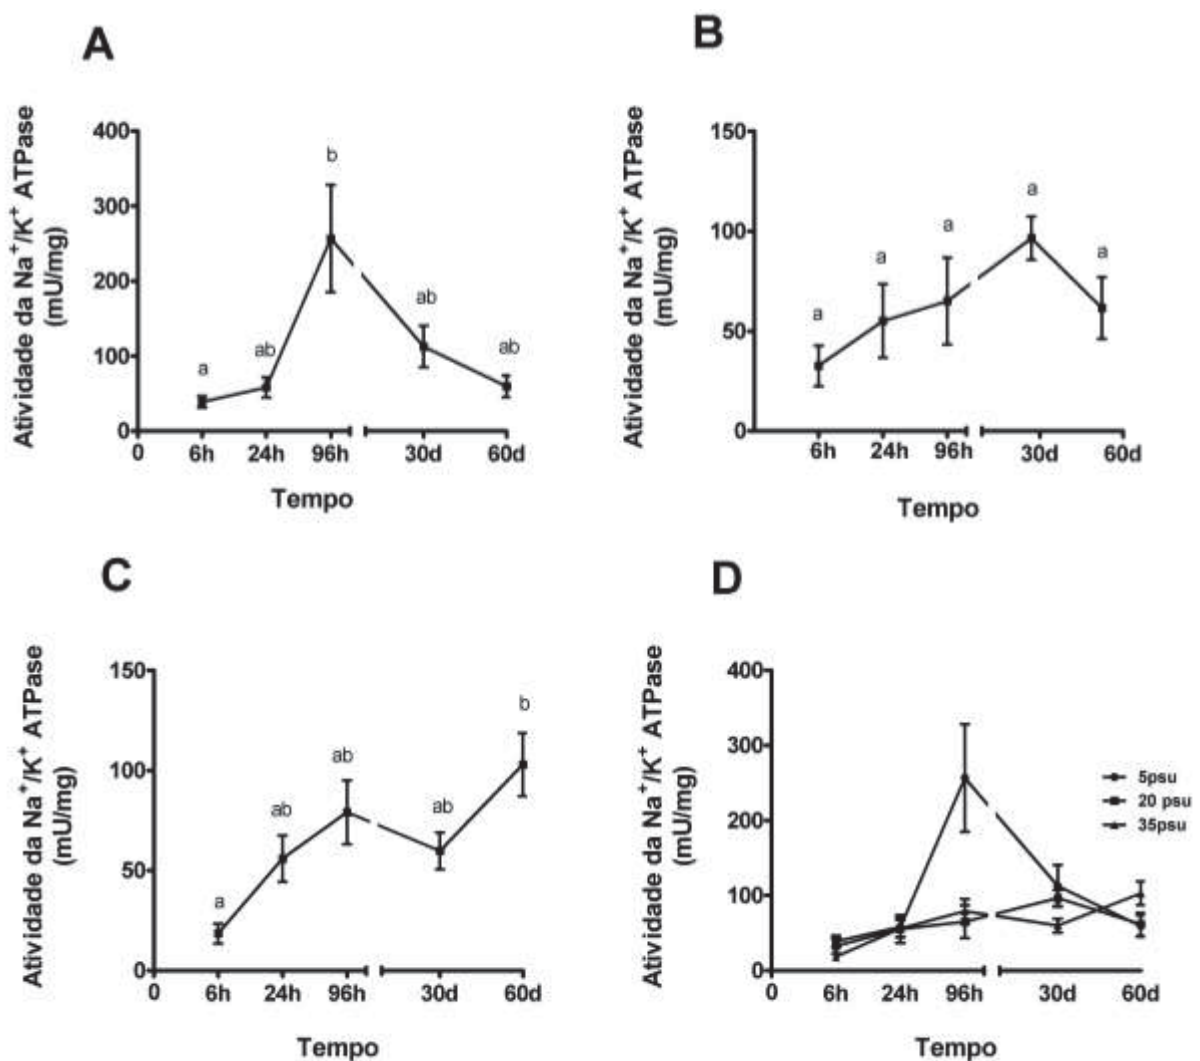 A
Atividade da Na⁺/K⁺ ATPase
(mU/mg)
400
300
200
100
0
a
ab
b
ab
ab
0 6h 24h 96h 30d 60d
Tempo
B
Atividade da Na⁺/K⁺ ATPase
(mU/mg)
150
100
50
0
a
a
a
a
a
6h 24h 96h 30d 60d
Tempo
C
Atividade da Na⁺/K⁺ ATPase
(mU/mg)
150
100
50
0
a
ab
ab
ab
b
0 6h 24h 96h 30d 60d
Tempo
D
Atividade da Na⁺/K⁺ ATPase
(mU/mg)
400
300
200
100
0
5psu
20 psu
35psu
0 6h 24h 96h 30d 60d
Tempo